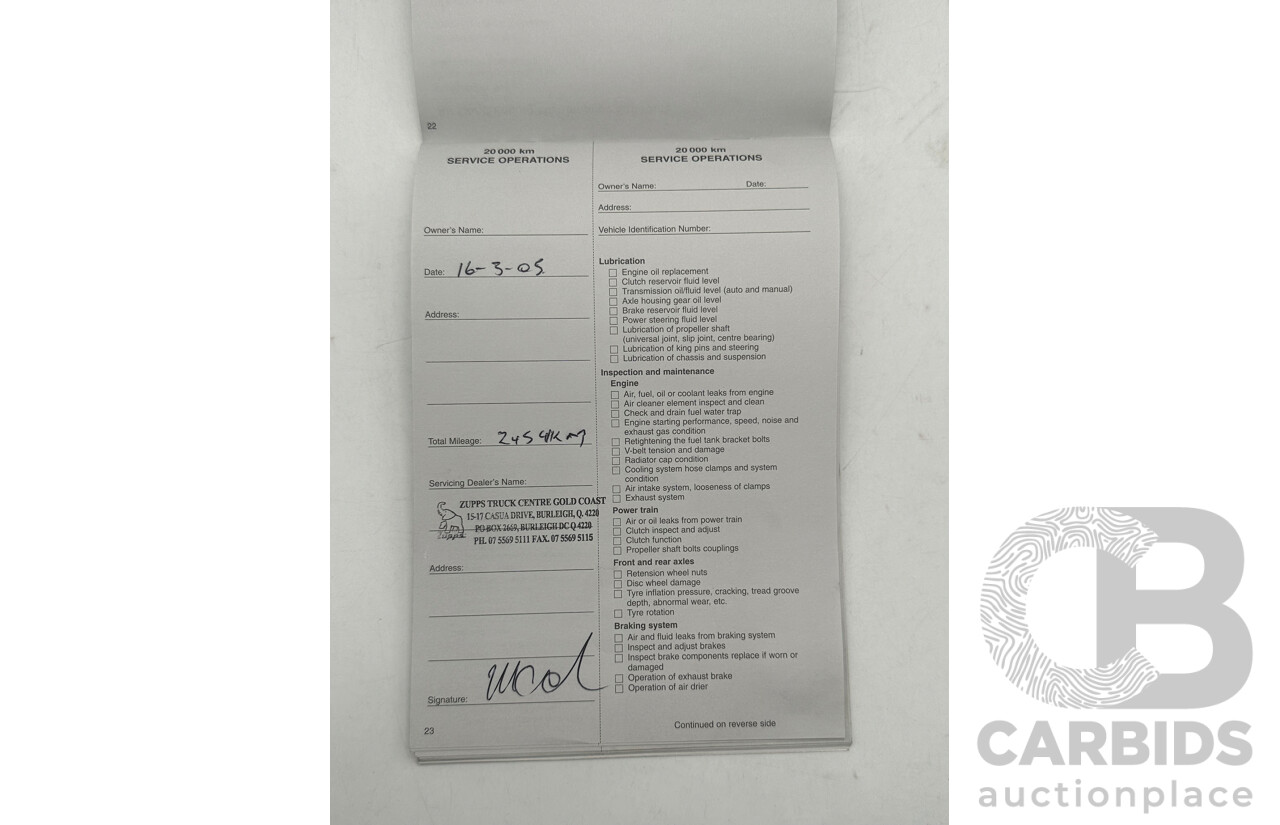 22
20 000 km
SERVICE OPERATIONS
Owner's Name:
Date: 16-3-05
Address:
Total Mileage:
Servicing Dealer's Name:
ZUPPS TRUCK CENTRE GOLD COAST
15-17 CASUA DRIVE, BURLEIGH, Q. 4220
PO BOX 2669, BURLEIGH DC Q 4220
PH. 07 5569 5111 FAX. 07 5569 5115
Zupps
Address:
Signature:
23
20 000 km
SERVICE OPERATIONS
Owner's Name: Date:
Address:
Vehicle Identification Number:
Lubrication
Engine oil replacement
Clutch reservoir fluid level
Transmission oil/fluid level (auto and manual)
Axle housing gear oil level
Brake reservoir fluid level
Power steering fluid level
Lubrication of propeller shaft
(universal joint, slip joint, centre bearing)
Lubrication of king pins and steering
Lubrication of chassis and suspension
Inspection and maintenance
Engine
Air, fuel, oil or coolant leaks from engine
Air cleaner element inspect and clean
Check and drain fuel water trap
Engine starting performance, speed, noise and
exhaust gas condition
Retightening the fuel tank bracket bolts
V-belt tension and damage
Radiator cap condition
Cooling system hose clamps and system
condition
Air intake system, looseness of clamps
Exhaust system
Power train
Air or oil leaks from power train
Clutch inspect and adjust
Clutch function
Propeller shaft bolts couplings
Front and rear axles
Retension wheel nuts
Disc wheel damage
Tyre inflation pressure, cracking, tread groove
depth, abnormal wear, etc.
Tyre rotation
Braking system
Air and fluid leaks from braking system
Inspect and adjust brakes
Inspect brake components replace if worn or
damaged
Operation of exhaust brake
Operation of air drier
Continued on reverse side
CB
CARBIDS
auctionplace